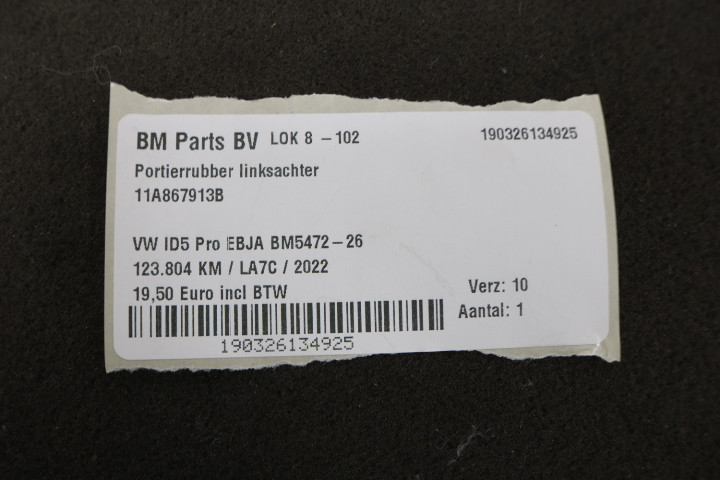 BM Parts BV LOK 8 - 102 190326134925
Portierrubber linksachter
11A867913B
VW ID5 Pro EBJA BM5472-26
123.804 KM / LA7C / 2022
19,50 Euro incl BTW
Verz: 10
Aantal: 1
190326134925